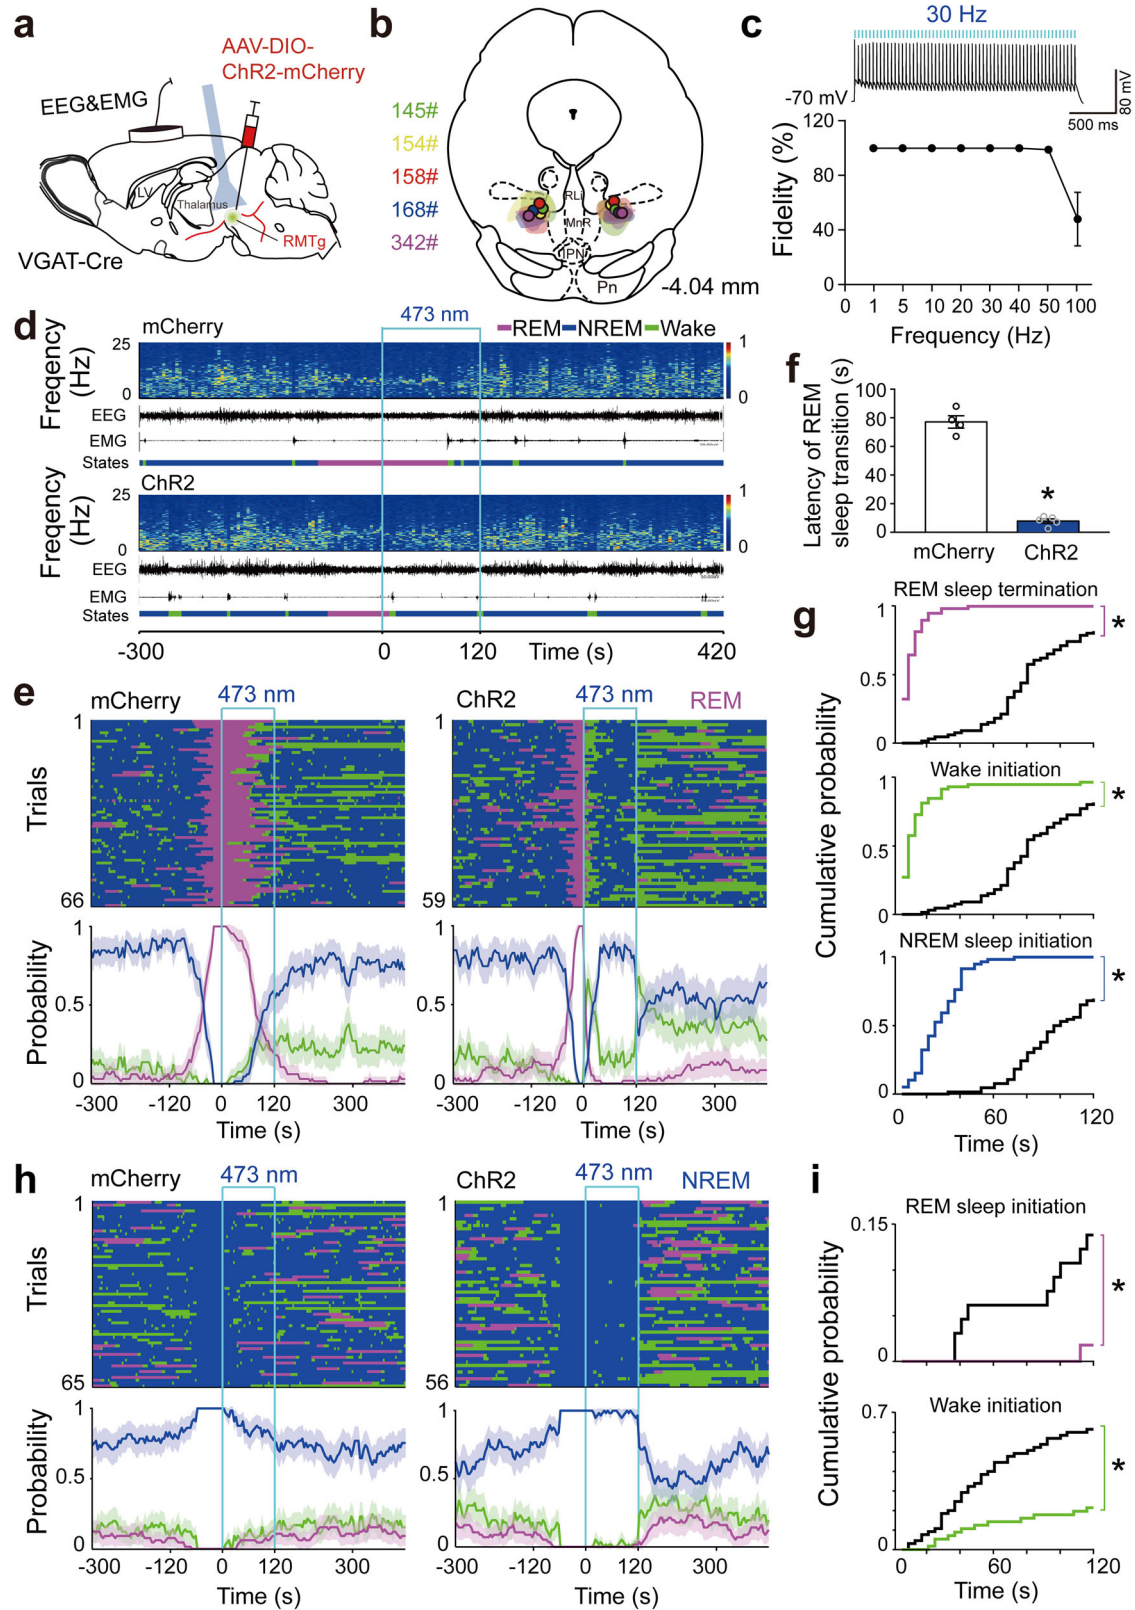 a
AAV-DIO-
ChR2-mCherry
EEG&EMG
LV
Thalamus
RMTg
VGAT-Cre
b
145#
154#
158#
168#
342#
RLi
MnR
IPN
Pn
-4.04 mm
c
30 Hz
-70 mV
80 mV
500 ms
Fidelity (%)
120
80
40
0
0 1 5 10 20 30 40 50 100
Frequency (Hz)
d
mCherry
473 nm
REM NREM Wake
Freqency
(Hz)
25
0
1
0
EEG
EMG
States
ChR2
Freqency
(Hz)
25
0
1
0
EEG
EMG
States
-300 0 120 Time (s) 420
f
Latency of REM
sleep transition (s)
100
80
60
40
20
0
*
mCherry ChR2
e
mCherry
473 nm
ChR2
473 nm
REM
Trials
1
66
1
59
Probability
1
0.5
0
1
0.5
0
-300 -120 0 120 300
Time (s)
-300 -120 0 120 300
Time (s)
g
Cumulative probability
REM sleep termination
1
0.5
0
*
Wake initiation
1
0.5
0
*
NREM sleep initiation
1
0.5
0
*
0 60 120
Time (s)
h
mCherry
473 nm
ChR2
473 nm
NREM
Trials
1
65
1
56
Probability
1
0.5
0
1
0.5
0
-300 -120 0 120 300
Time (s)
-300 -120 0 120 300
Time (s)
i
Cumulative probability
REM sleep initiation
0.15
0
*
Cumulative probability
Wake initiation
0.7
0
*
0 60 120
Time (s)